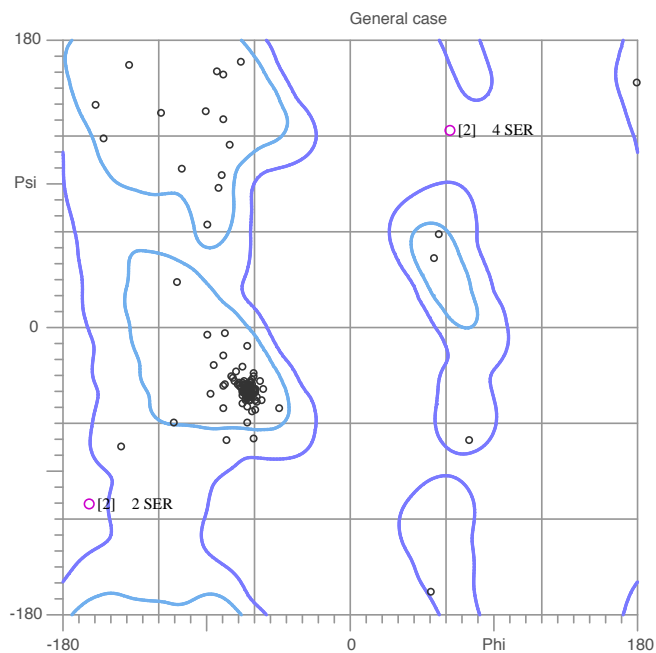 General case
180
[2] 4 SER
Psi
0
[2] 2 SER
-180
-180 0 Phi 180